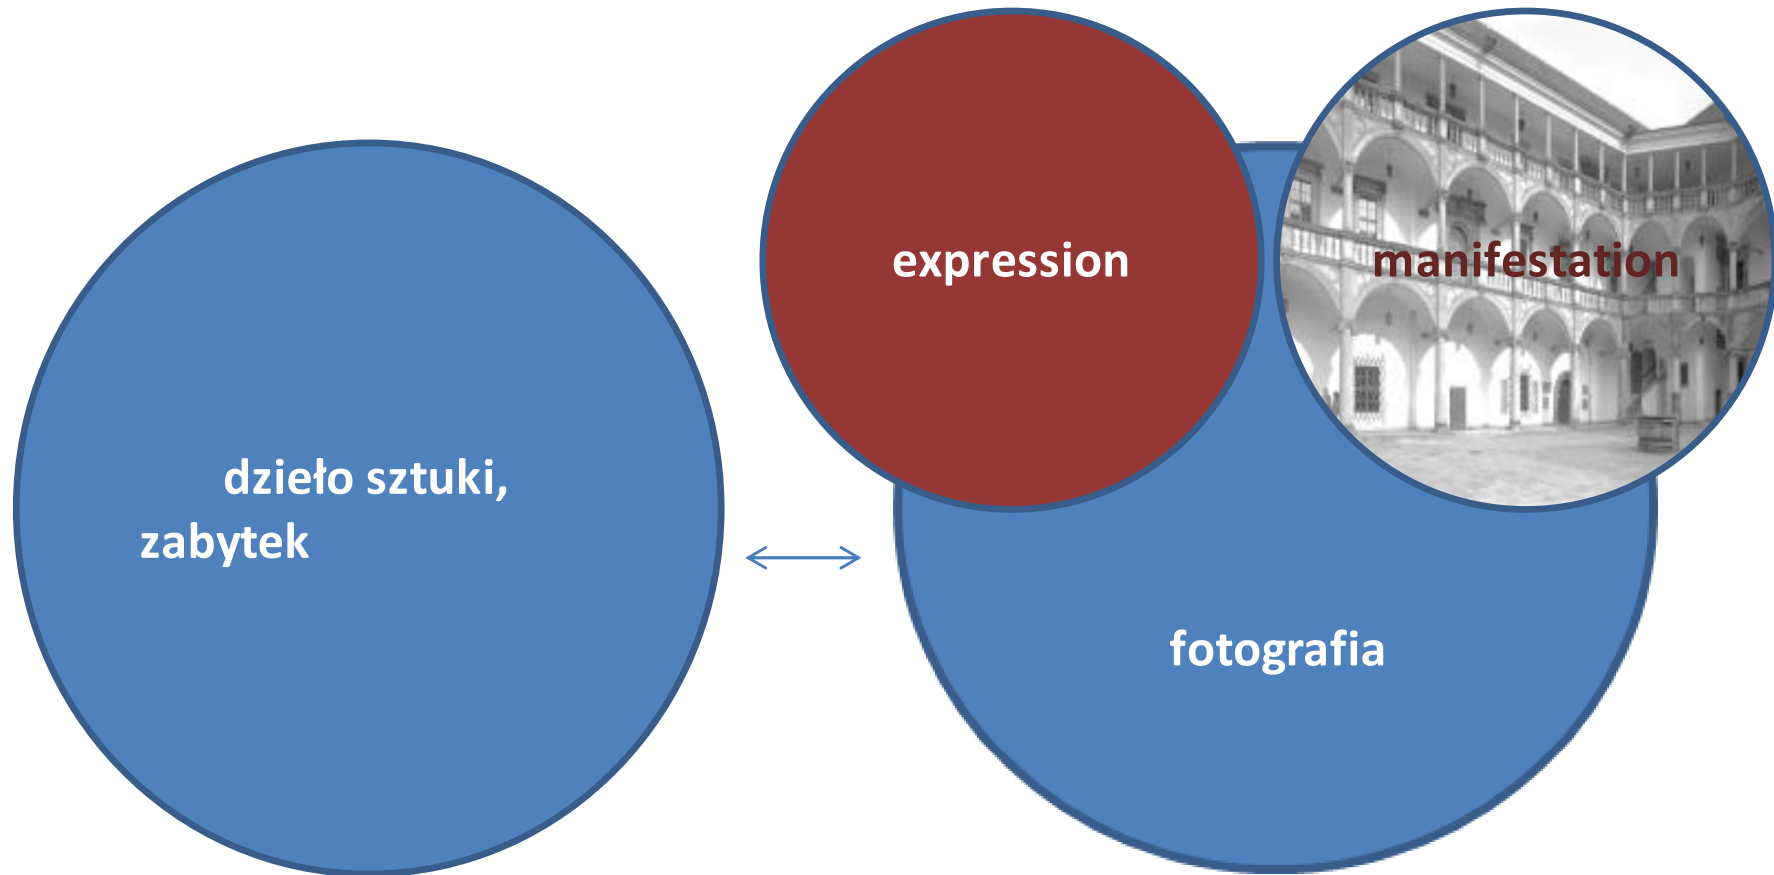 dzieło sztuki,
zabytek
expression
manifestation
fotografia